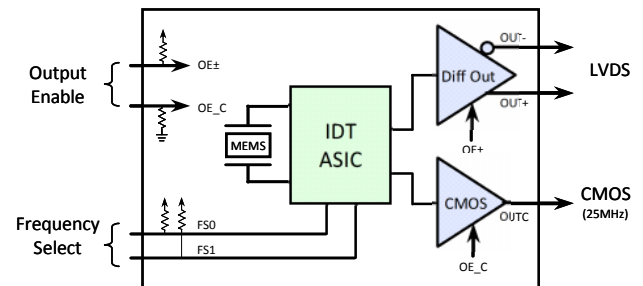 Output
Enable
OE±
OE_C
MEMS
IDT
ASIC
Diff Out
OUT-
OUT+
OE±
LVDS
CMOS
OUTC
OE_C
CMOS
(25MHz)
Frequency
Select
FS0
FS1